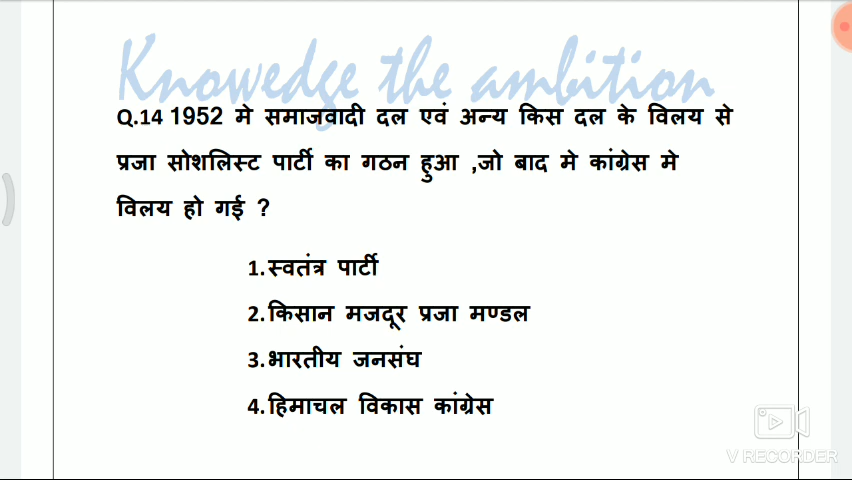 Knowedge the ambition
Q.14 1952 मे समाजवादी दल एवं अन्य किस दल के विलय से
प्रजा सोशलिस्ट पार्टी का गठन हुआ ,जो बाद मे कांग्रेस मे
विलय हो गई ?
1.स्वतंत्र पार्टी
2.किसान मजदूर प्रजा मण्डल
3.भारतीय जनसंघ
4.हिमाचल विकास कांग्रेस
V RECORDER